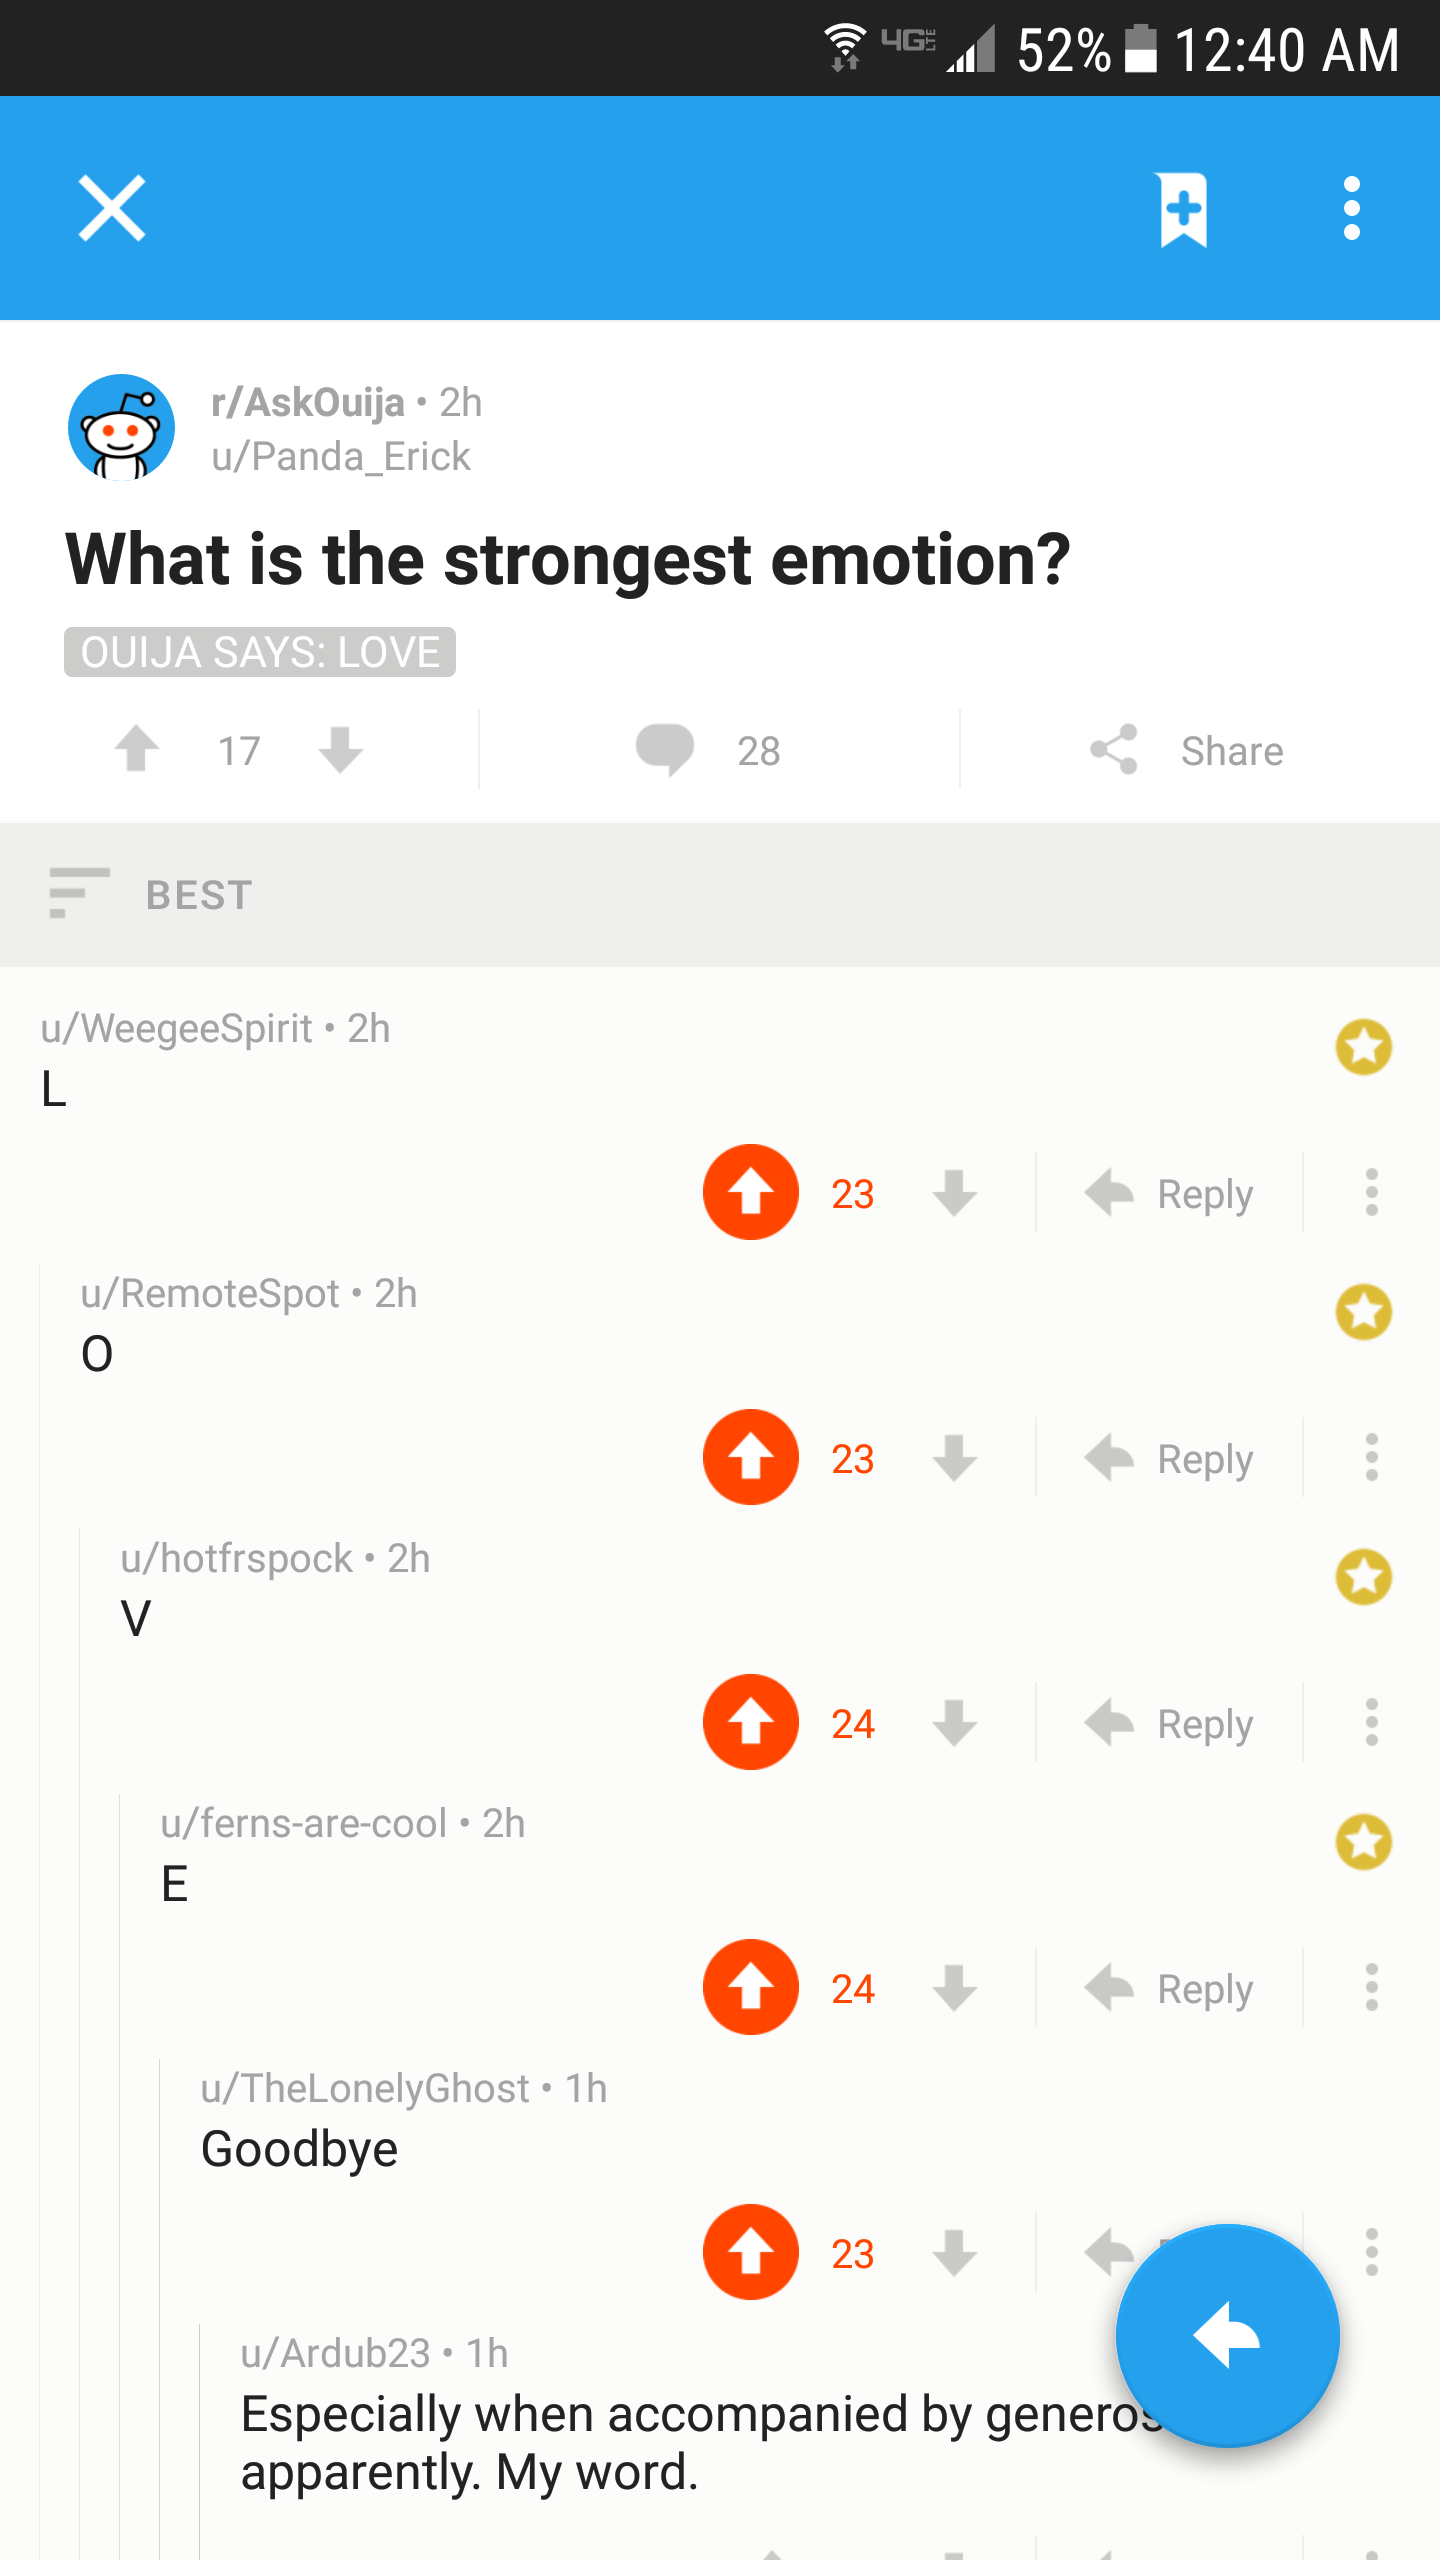 4G LTE 52% 12:40 AM
r/AskOuija • 2h
u/Panda_Erick
What is the strongest emotion?
OUIJA SAYS: LOVE
17 28 Share
BEST
u/WeegeeSpirit • 2h
L
23 Reply
u/RemoteSpot • 2h
O
23 Reply
u/hotfrspock • 2h
V
24 Reply
u/ferns-are-cool • 2h
E
24 Reply
u/TheLonelyGhost • 1h
Goodbye
23
u/Ardub23 • 1h
Especially when accompanied by
apparently. My word.